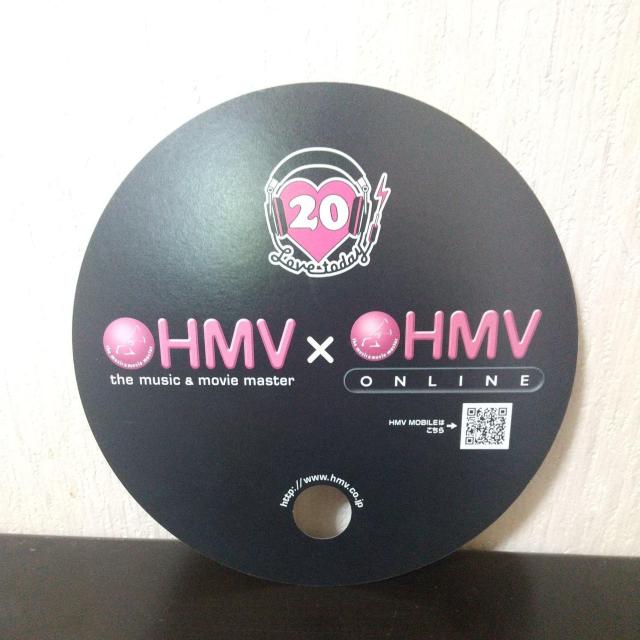 20
Love today
HMV × HMV
the music & movie master
ONLINE
HMV MOBILEは
こちら
http://www.hmv.co.jp